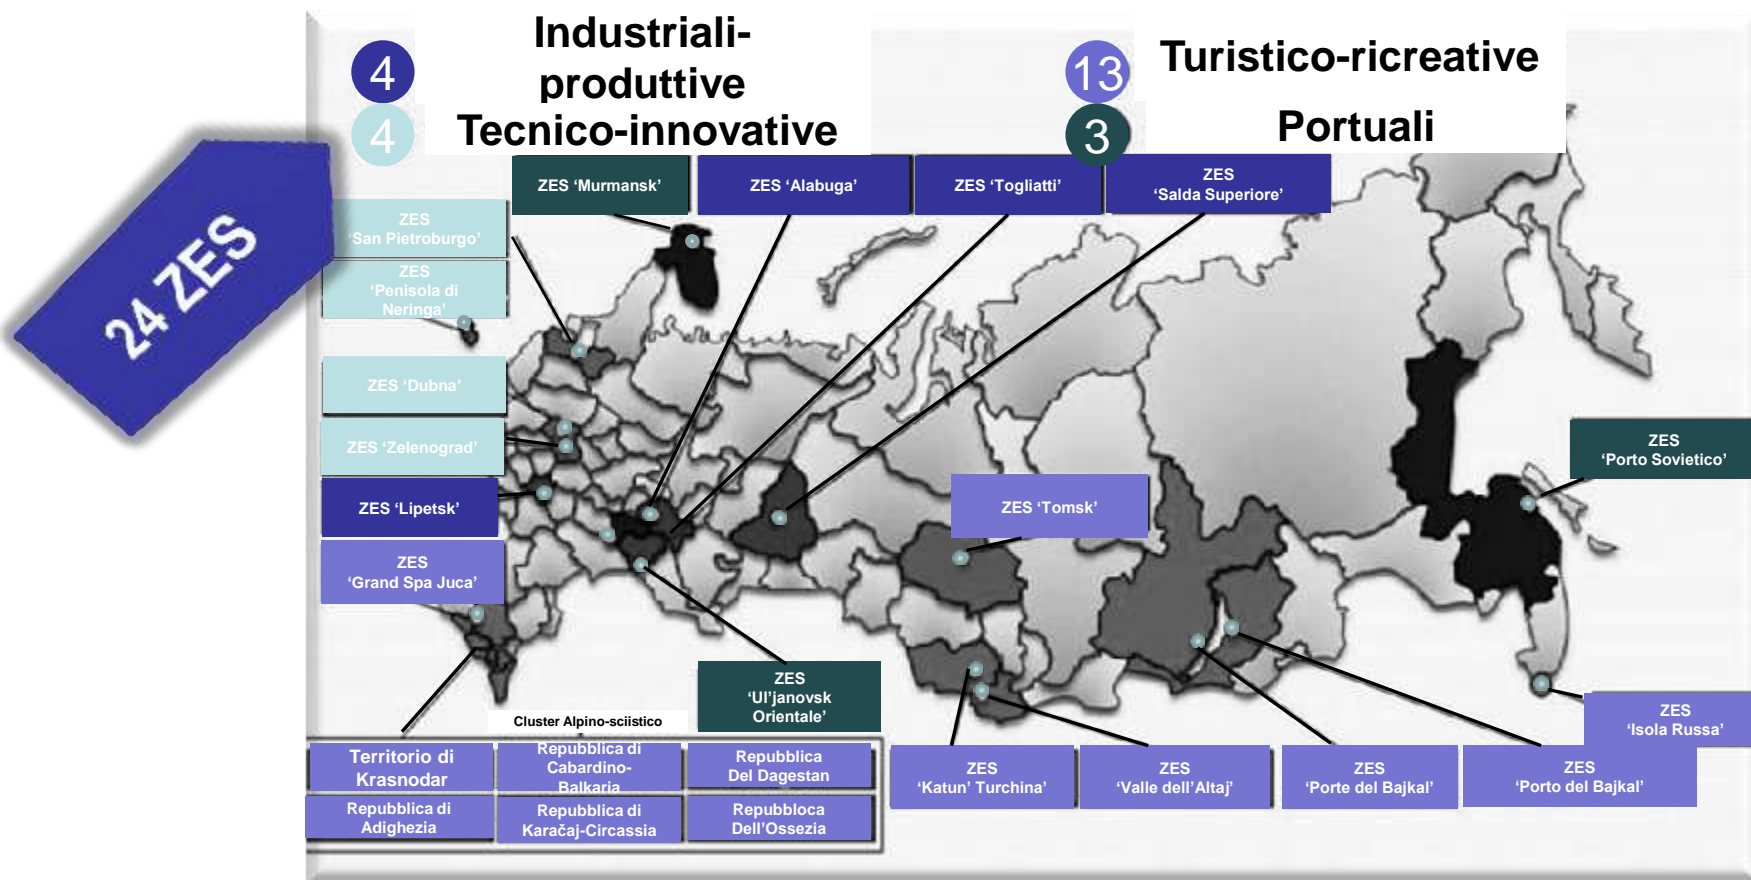 24 ZES
4
Industriali-
produttive
4
Tecnico-innovative
13
Turistico-ricreative
3
Portuali
ZES ‘Murmansk’
ZES ‘Alabuga’
ZES ‘Togliatti’
ZES
‘Salda Superiore’
ZES
‘San Pietroburgo’
ZES
‘Penisola di
Neringa’
ZES ‘Dubna’
ZES ‘Zelenograd’
ZES ‘Lipetsk’
ZES
‘Grand Spa Juca’
ZES ‘Tomsk’
ZES
‘Porto Sovietico’
ZES
‘Ul’janovsk
Orientale’
ZES
‘Isola Russa’
Cluster Alpino-sciistico
Territorio di
Krasnodar
Repubblica di
Cabardino-
Balkaria
Repubblica
Del Dagestan
Repubblica di
Adighezia
Repubblica di
Karačaj-Circassia
Repubbloca
Dell’Ossezia
ZES
‘Katun’ Turchina’
ZES
‘Valle dell’Altaj’
ZES
‘Porte del Bajkal’
ZES
‘Porto del Bajkal’